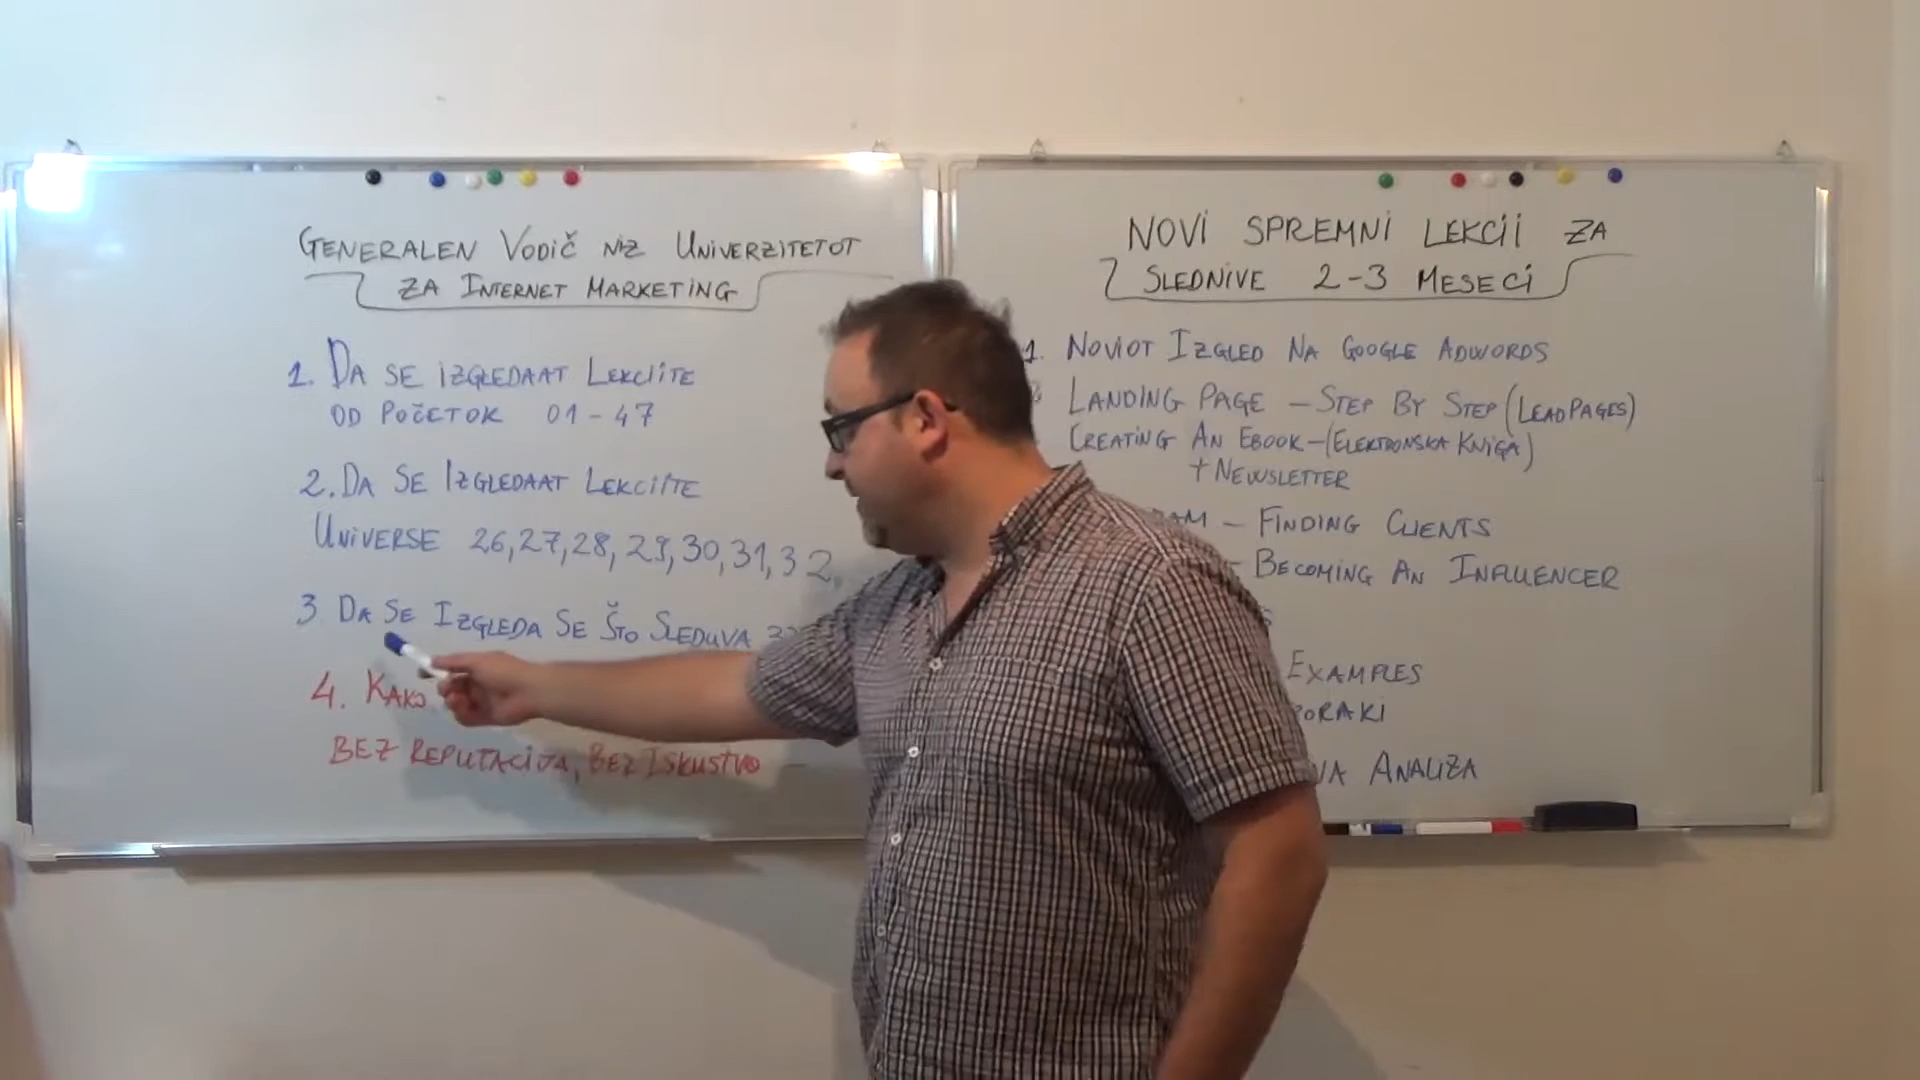 GENERALEN VODIČ NIZ UNIVERZITETOT
ZA INTERNET MARKETING
1. DA SE IZGLEDAAT LEKCIITE
OD POČETOK 01-47
2. DA SE IZGLEDAAT LEKCIITE
UNIVERSE 26, 27, 28, 29, 30, 31, 32,
3 DA SE IZGLEDA SE ŠTO SLEDUVA
4. KAKO
BEZ REPUTACIJA, BEZ ISKUSTVO
NOVI SPREMNI LEKCII ZA
SLEDNIVE 2-3 MESECI
1. NOVIOT IZGLED NA GOOGLE ADWORDS
LANDING PAGE - STEP BY STEP (LEADPAGES)
CREATING AN EBOOK - (ELEKTRONSKA KNIGA)
+ NEWSLETTER
- FINDING CLIENTS
- BECOMING AN INFLUENCER
EXAMPLES
ANALIZA